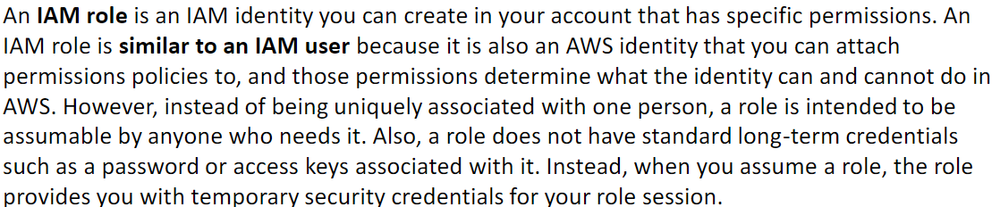 An IAM role is an IAM identity you can create in your account that has specific permissions. An
IAM role is similar to an IAM user because it is also an AWS identity that you can attach
permissions policies to, and those permissions determine what the identity can and cannot do in
AWS. However, instead of being uniquely associated with one person, a role is intended to be
assumable by anyone who needs it. Also, a role does not have standard long-term credentials
such as a password or access keys associated with it. Instead, when you assume a role, the role
provides you with temporary security credentials for your role session.